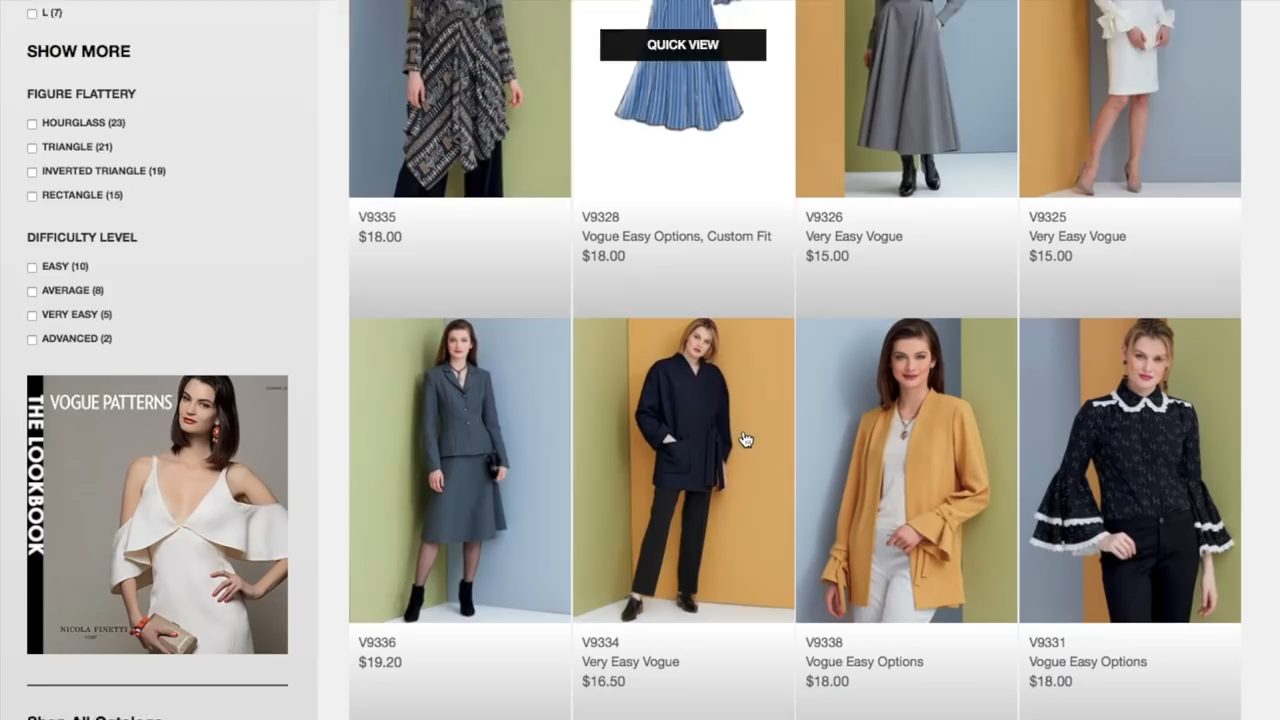 L (7)
SHOW MORE
FIGURE FLATTERY
HOURGLASS (23)
TRIANGLE (21)
INVERTED TRIANGLE (19)
RECTANGLE (15)
DIFFICULTY LEVEL
EASY (10)
AVERAGE (8)
VERY EASY (5)
ADVANCED (2)
THE LOOKBOOK
VOGUE PATTERNS
NICOLA FINETTI
QUICK VIEW
V9335
$18.00
V9328
Vogue Easy Options, Custom Fit
$18.00
V9326
Very Easy Vogue
$15.00
V9325
Very Easy Vogue
$15.00
V9336
$19.20
V9334
Very Easy Vogue
$16.50
V9338
Vogue Easy Options
$18.00
V9331
Vogue Easy Options
$18.00
Shop All Catalogs